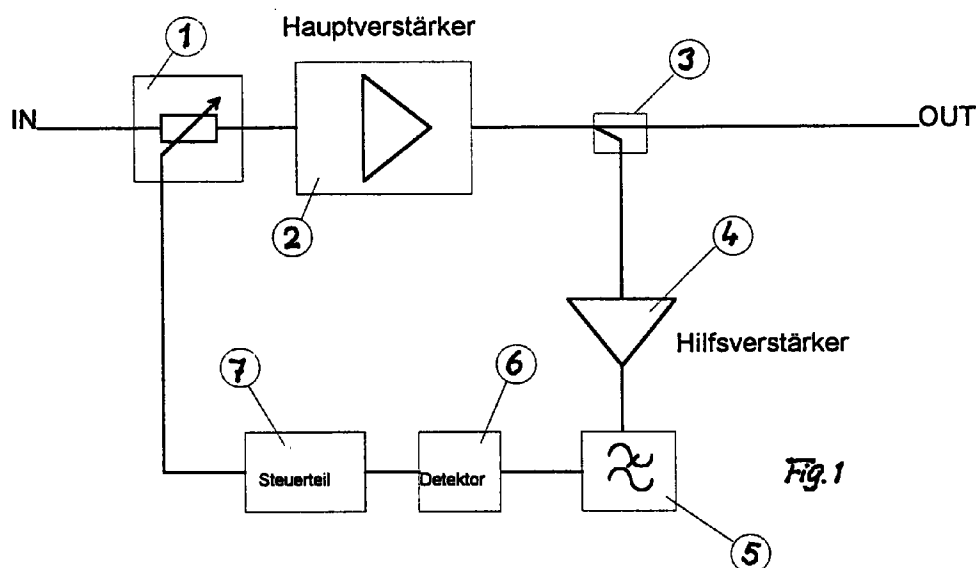 1
Hauptverstärker
3
IN
OUT
2
4
Hilfsverstärker
7
6
Steuerteil
Detektor
Fig. 1
5